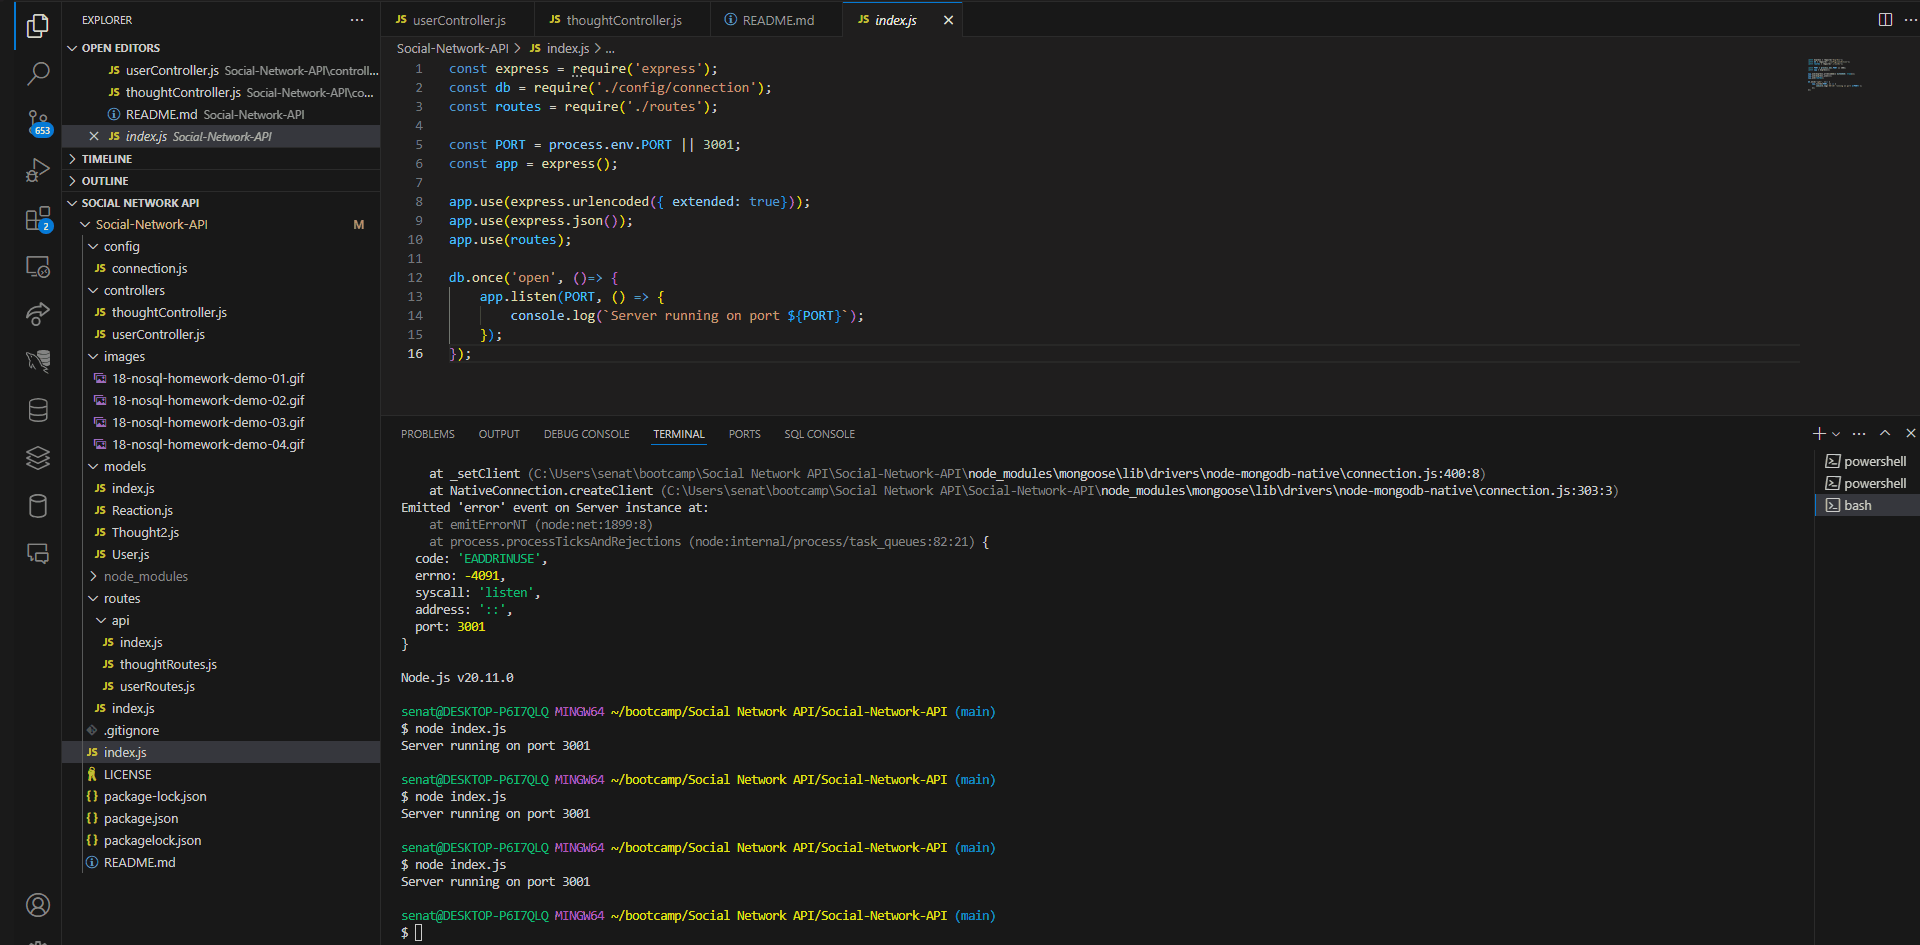 EXPLORER
OPEN EDITORS
JS userController.js Social-Network-API\controll...
JS thoughtController.js Social-Network-API\co...
README.md Social-Network-API
JS index.js Social-Network-API
TIMELINE
OUTLINE
SOCIAL NETWORK API
Social-Network-API M
config
JS connection.js
controllers
JS thoughtController.js
JS userController.js
images
18-nosql-homework-demo-01.gif
18-nosql-homework-demo-02.gif
18-nosql-homework-demo-03.gif
18-nosql-homework-demo-04.gif
models
JS index.js
JS Reaction.js
JS Thought2.js
JS User.js
node_modules
routes
api
JS index.js
JS thoughtRoutes.js
JS userRoutes.js
JS index.js
.gitignore
JS index.js
LICENSE
{} package-lock.json
{} package.json
{} packagelock.json
README.md
653
2
JS userController.js JS thoughtController.js README.md JS index.js
Social-Network-API > JS index.js > ...
1 const express = require('express');
2 const db = require('./config/connection');
3 const routes = require('./routes');
4
5 const PORT = process.env.PORT || 3001;
6 const app = express();
7
8 app.use(express.urlencoded({ extended: true}));
9 app.use(express.json());
10 app.use(routes);
11
12 db.once('open', ()=> {
13 app.listen(PORT, () => {
14 console.log(`Server running on port ${PORT}`);
15 });
16 });
PROBLEMS OUTPUT DEBUG CONSOLE TERMINAL PORTS SQL CONSOLE
at _setClient (C:\Users\senat\bootcamp\Social Network API\Social-Network-API\node_modules\mongoose\lib\drivers\node-mongodb-native\connection.js:400:8)
at NativeConnection.createClient (C:\Users\senat\bootcamp\Social Network API\Social-Network-API\node_modules\mongoose\lib\drivers\node-mongodb-native\connection.js:303:3)
Emitted 'error' event on Server instance at:
at emitErrorNT (node:net:1899:8)
at process.processTicksAndRejections (node:internal/process/task_queues:82:21) {
code: 'EADDRINUSE',
errno: -4091,
syscall: 'listen',
address: '::',
port: 3001
}
Node.js v20.11.0
senat@DESKTOP-P6I7QLQ MINGW64 ~/bootcamp/Social Network API/Social-Network-API (main)
$ node index.js
Server running on port 3001
senat@DESKTOP-P6I7QLQ MINGW64 ~/bootcamp/Social Network API/Social-Network-API (main)
$ node index.js
Server running on port 3001
senat@DESKTOP-P6I7QLQ MINGW64 ~/bootcamp/Social Network API/Social-Network-API (main)
$ node index.js
Server running on port 3001
senat@DESKTOP-P6I7QLQ MINGW64 ~/bootcamp/Social Network API/Social-Network-API (main)
$
powershell
powershell
bash